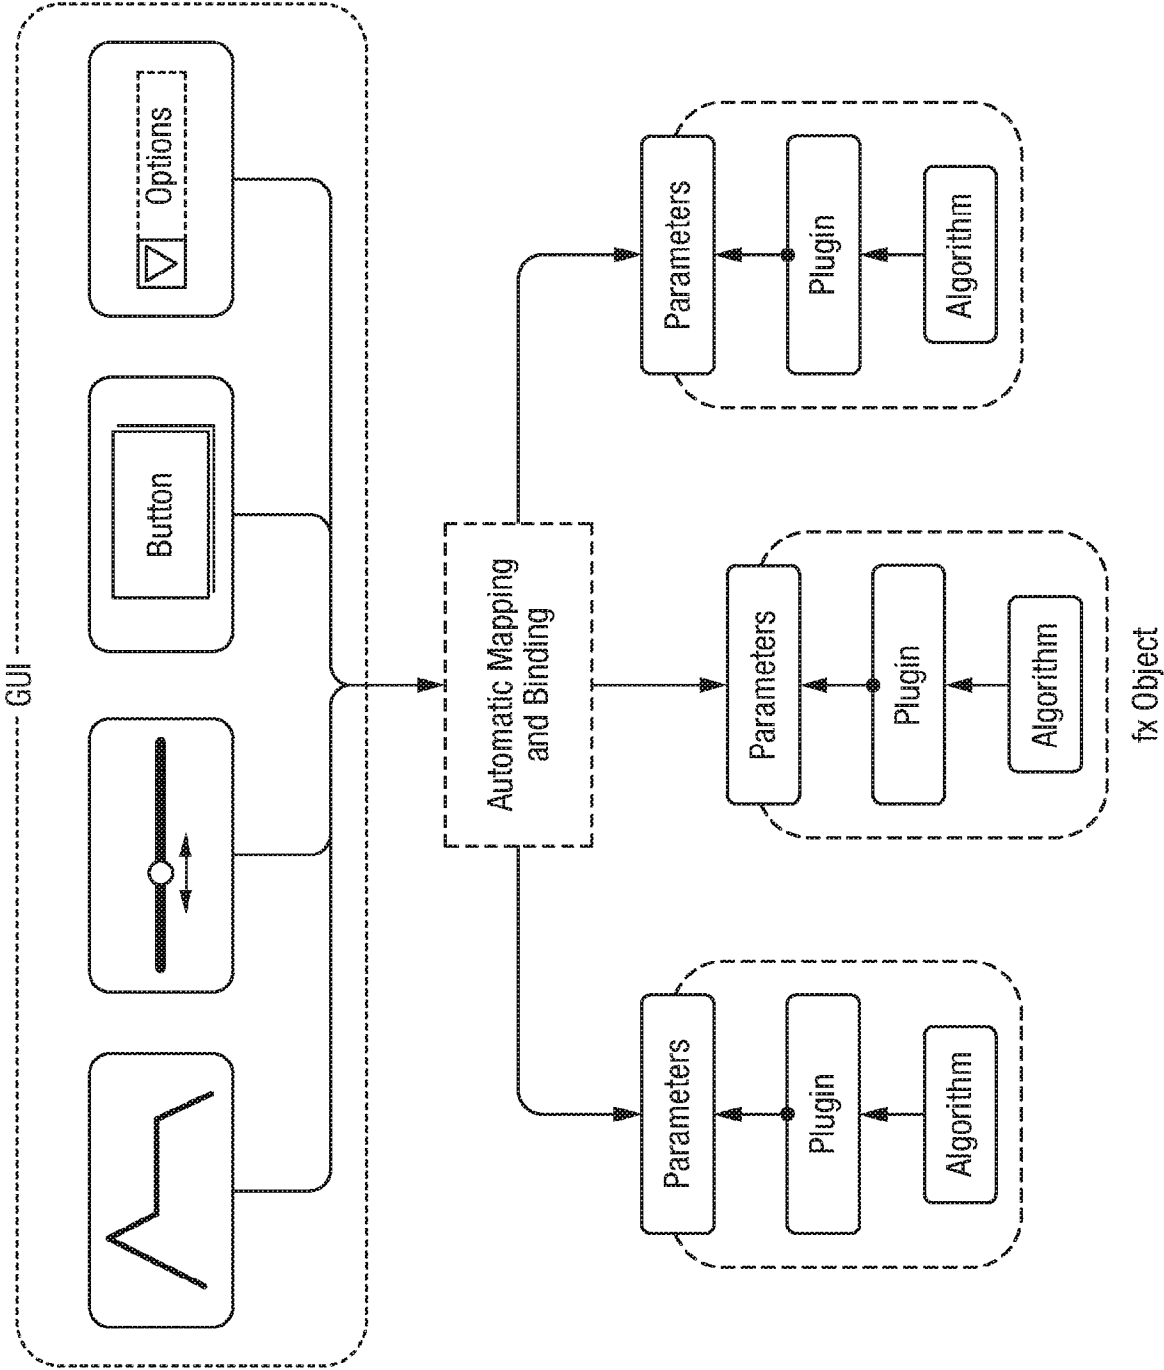 GUI
Button
Options
Automatic Mapping
and Binding
Parameters
Plugin
Algorithm
Parameters
Plugin
Algorithm
Parameters
Plugin
Algorithm
fx Object